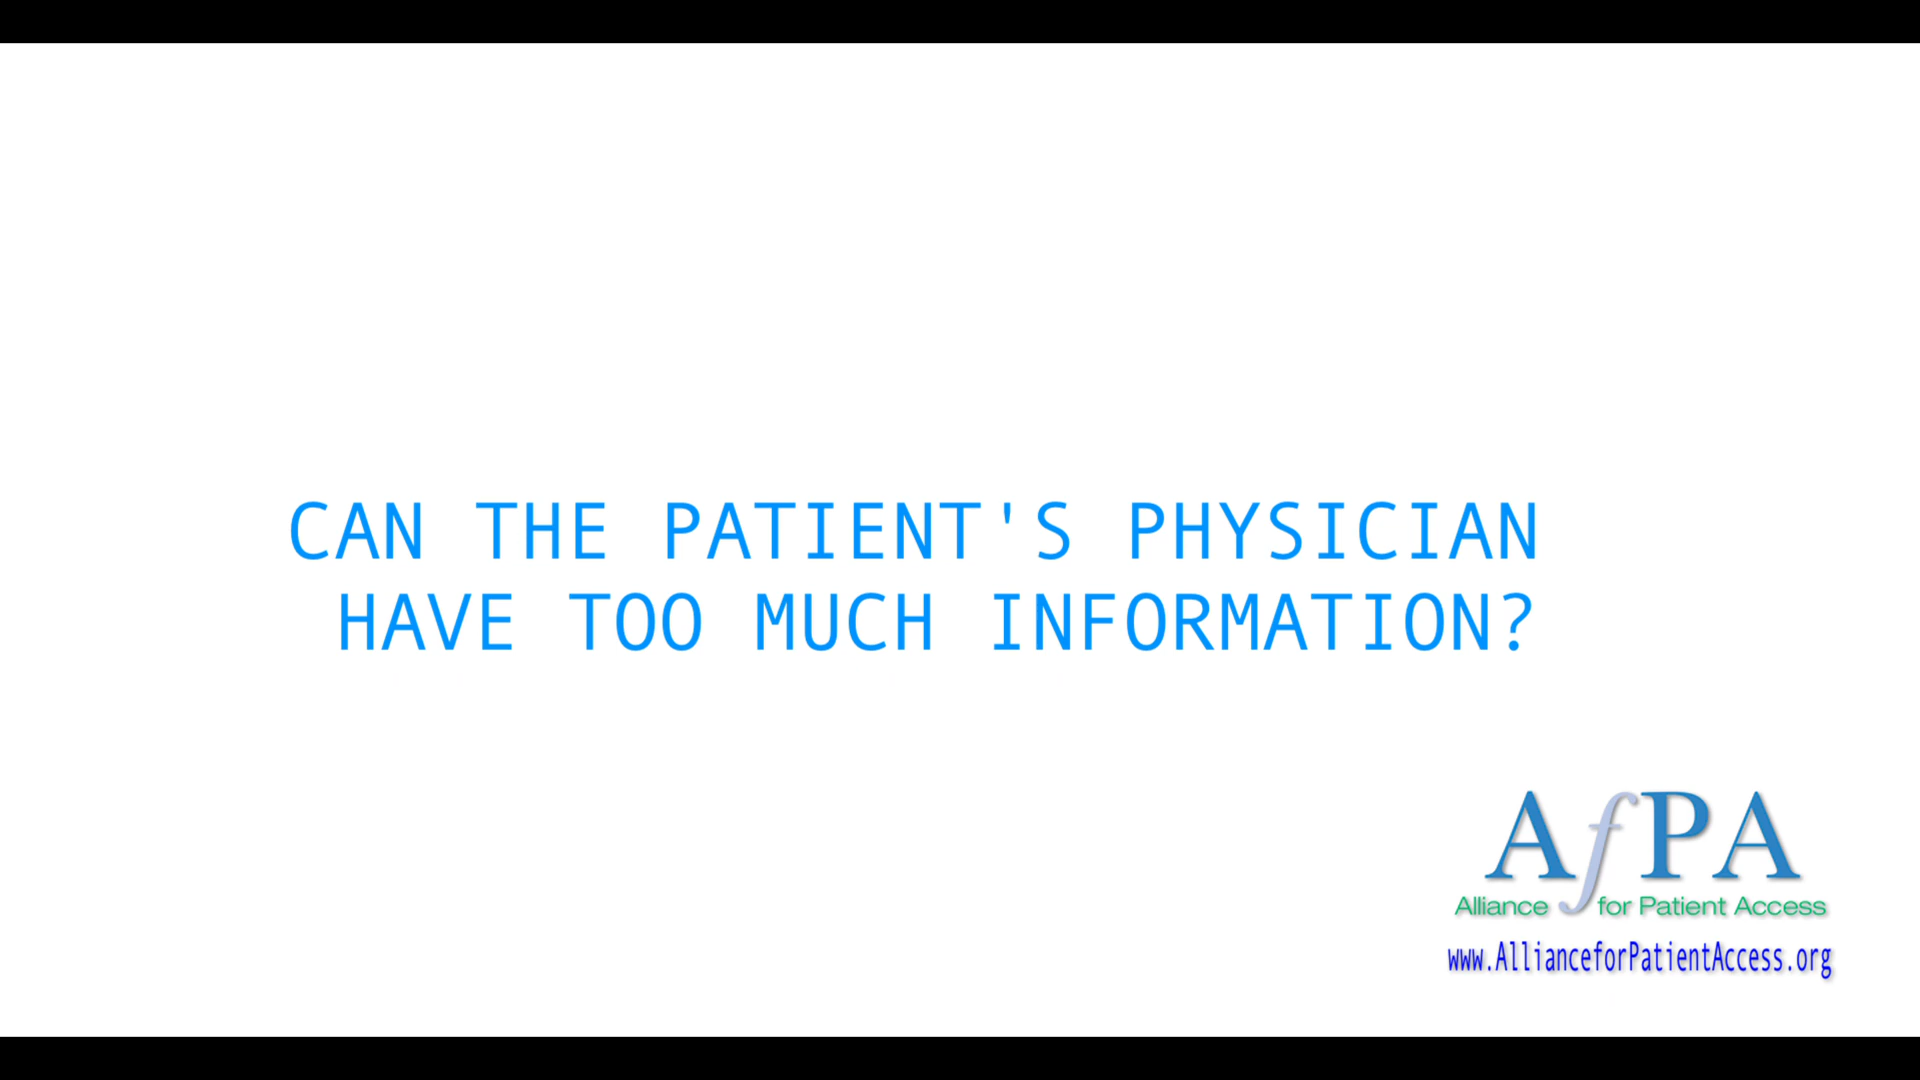 CAN THE PATIENT'S PHYSICIAN
HAVE TOO MUCH INFORMATION?
AfPA
Alliance for Patient Access
www.AllianceforPatientAccess.org